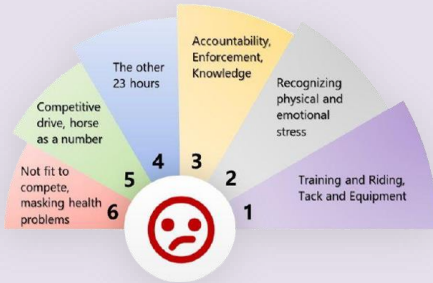 Accountability,
Enforcement,
Knowledge
3
The other
23 hours
4
Recognizing
physical and
emotional
stress
2
Competitive
drive, horse
as a number
5
Not fit to
compete,
masking health
problems
6
Training and Riding,
Tack and Equipment
1